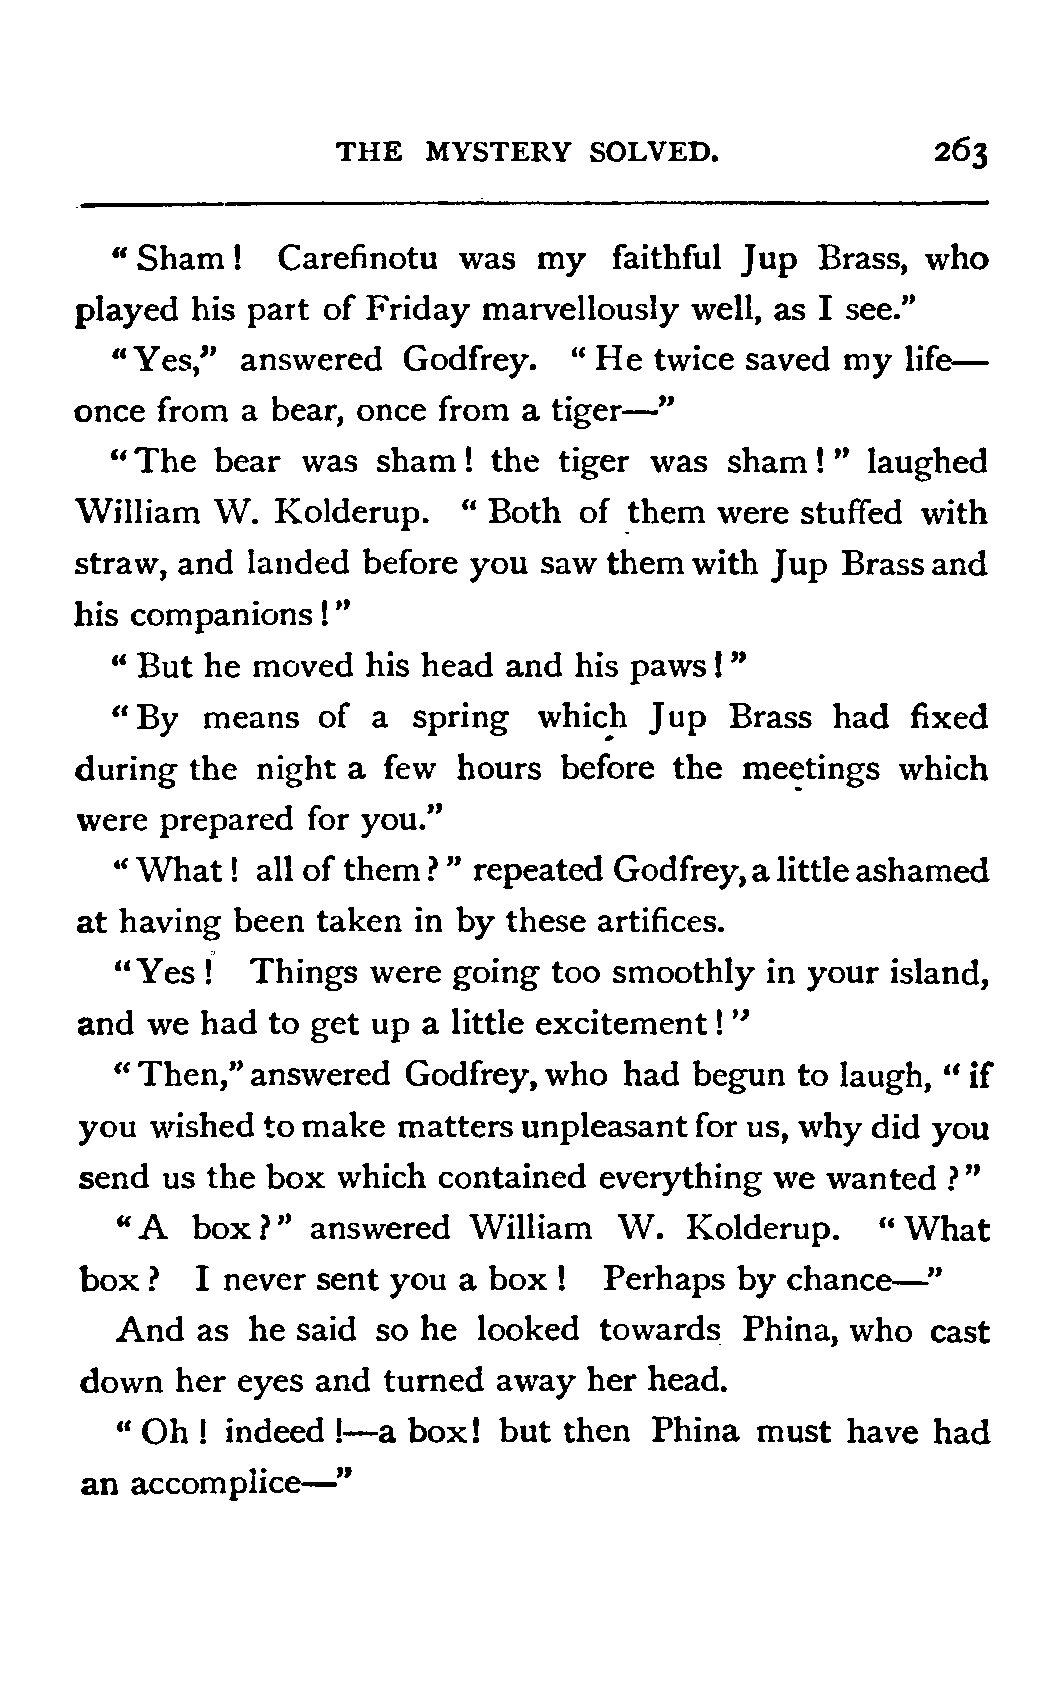 THE MYSTERY SOLVED. 263
“Sham! Carefinotu was my faithful Jup Brass, who
played his part of Friday marvellously well, as I see.”
“Yes,” answered Godfrey. “He twice saved my life—
once from a bear, once from a tiger—”
“The bear was sham! the tiger was sham!” laughed
William W. Kolderup. “Both of them were stuffed with
straw, and landed before you saw them with Jup Brass and
his companions!”
“But he moved his head and his paws!”
“By means of a spring which Jup Brass had fixed
during the night a few hours before the meetings which
were prepared for you.”
“What! all of them?” repeated Godfrey, a little ashamed
at having been taken in by these artifices.
“Yes! Things were going too smoothly in your island,
and we had to get up a little excitement!”
“Then,” answered Godfrey, who had begun to laugh, “if
you wished to make matters unpleasant for us, why did you
send us the box which contained everything we wanted?”
“A box?” answered William W. Kolderup. “What
box? I never sent you a box! Perhaps by chance—”
And as he said so he looked towards Phina, who cast
down her eyes and turned away her head.
“Oh! indeed!—a box! but then Phina must have had
an accomplice—”